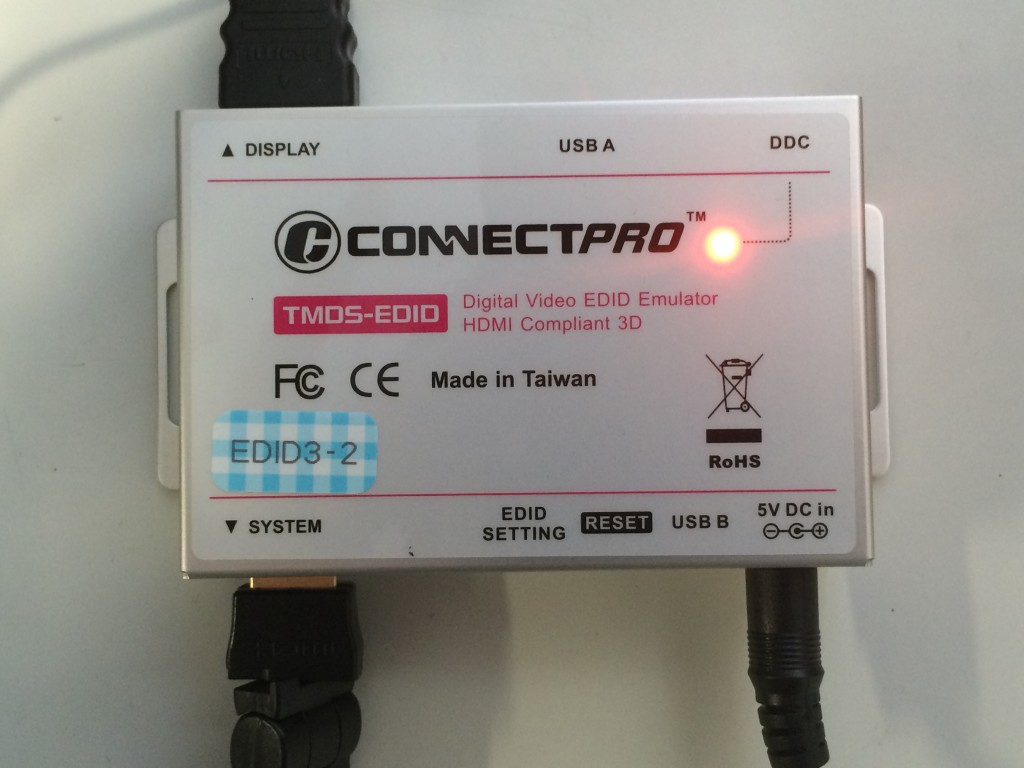 HDMI
▲ DISPLAY
USB A
DDC
CONNECTPRO™
TMDS-EDID
Digital Video EDID Emulator
HDMI Compliant 3D
FC CE Made in Taiwan
EDID3-2
RoHS
▼ SYSTEM
EDID
SETTING
RESET
USB B
5V DC in